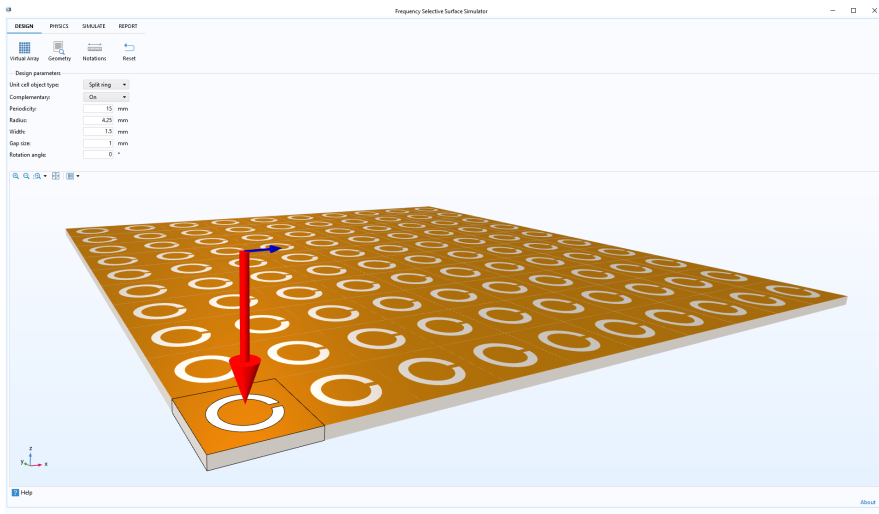 Frequency Selective Surface Simulator
DESIGN PHYSICS SIMULATE REPORT
Virtual Array Geometry Notations Reset
Design parameters
Unit cell object type: Split ring
Complementary: On
Periodicity: 15 mm
Radius: 4.25 mm
Width: 1.5 mm
Gap size: 1 mm
Rotation angle: 0 °
z
y x
? Help
About